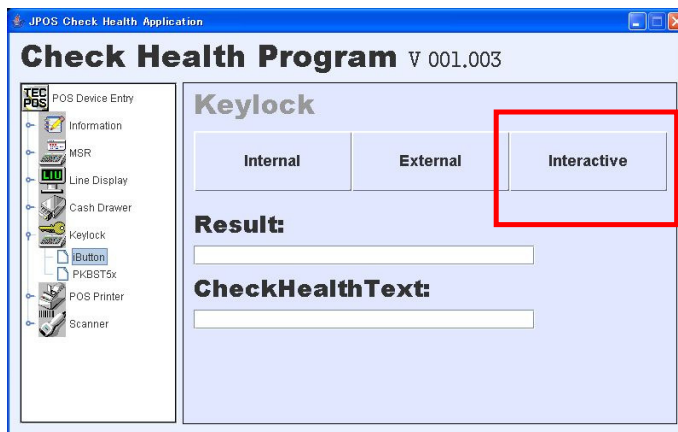 JPOS Check Health Application
Check Health Program V 001.003
TEC
POS
POS Device Entry
Information
MSR
Line Display
Cash Drawer
Keylock
iButton
PKBST5x
POS Printer
Scanner
Keylock
Internal
External
Interactive
Result:
CheckHealthText: